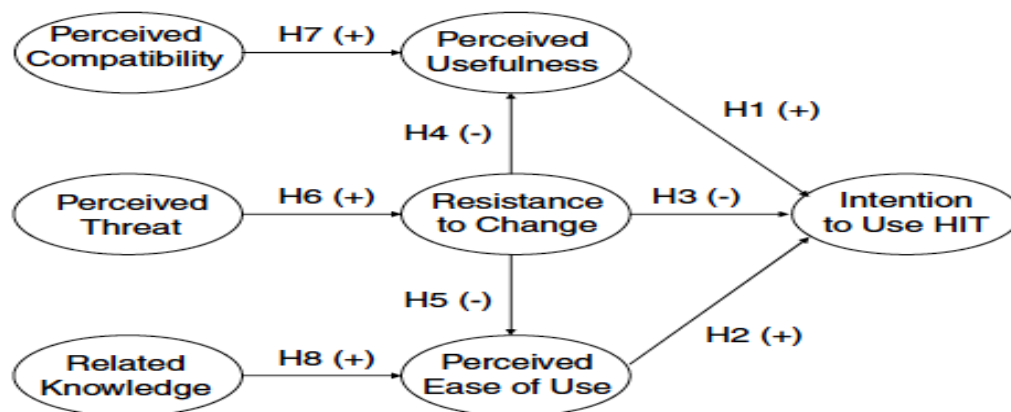 Perceived
Compatibility
H7 (+)
Perceived
Usefulness
H4 (-)
H1 (+)
Perceived
Threat
H6 (+)
Resistance
to Change
H3 (-)
Intention
to Use HIT
H5 (-)
H2 (+)
Related
Knowledge
H8 (+)
Perceived
Ease of Use